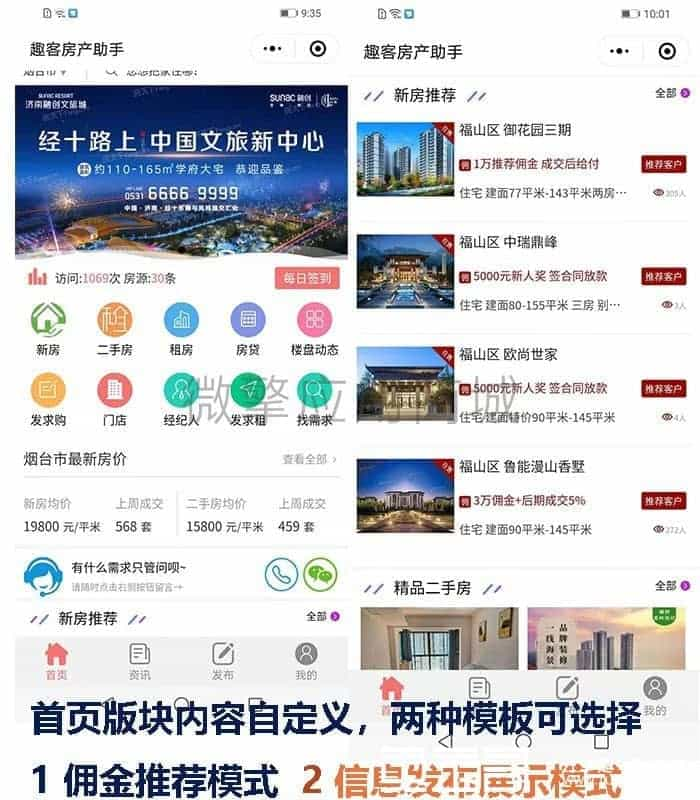 9:35
趣客房产助手
烟台市
您想把家住哪?
SUNAC RESORT
济南融创文旅城
SUNAC 融创
经十路上 中国文旅新中心
约110-165㎡学府大宅 恭迎品鉴
VIP LINE
0531 6666 9999
访问:1069次 房源:30条
每日签到
新房 二手房 租房 房贷 楼盘动态
发求购 门店 经纪人 发求租 找需求
烟台市最新房价
查看全部
新房均价 上周成交 二手房均价 上周成交
19800 元/平米 568 套 15800 元/平米 459 套
有什么需求只管问呗~
请随时点击右侧按钮留言→
新房推荐
全部
首页 资讯 发布 我的
10:01
趣客房产助手
新房推荐
全部
福山区 御花园三期
佣 1万推荐佣金 成交后给付
推荐客户
住宅 建面77平米-143平米两房…
305人
福山区 中瑞鼎峰
佣 5000元新人奖 签合同放款
推荐客户
住宅 建面80-155平米 三房 别…
3人
福山区 欧尚世家
佣 5000元新人奖 签合同放款
推荐客户
住宅 建面特价90平米-145平米
4人
福山区 鲁能漫山香墅
佣 3万佣金+后期成交5%
推荐客户
住宅 建面90平米-145平米
272人
精品二手房
全部
品牌装修
一线海景
首页
我的
微擎应用商城
首页版块内容自定义，两种模板可选择
1 佣金推荐模式 2 信息发布展示模式